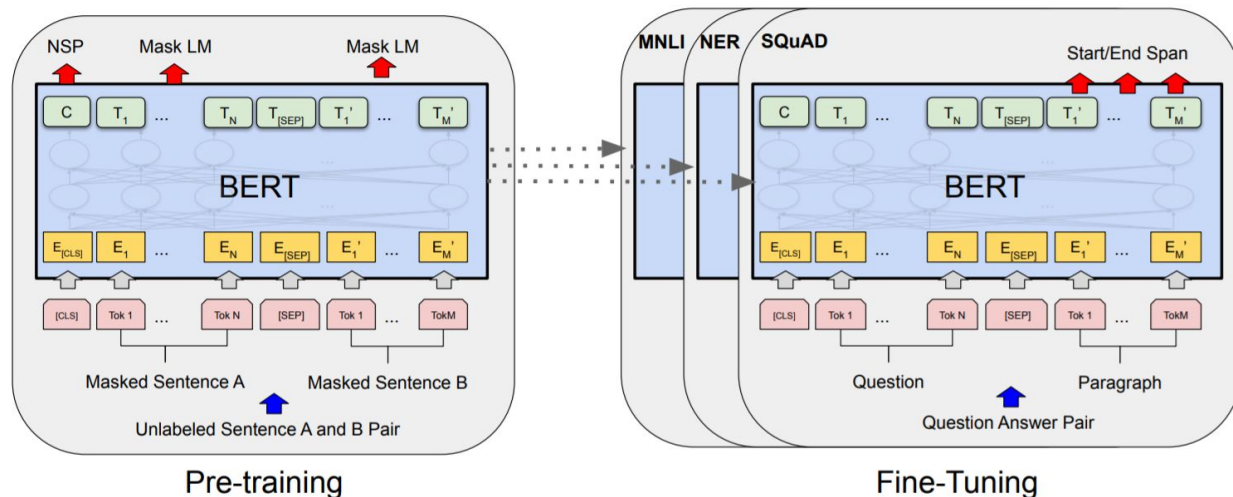 NSP Mask LM Mask LM
C T1 ... TN T[SEP] T1' ... TM'
...
BERT
...
E[CLS] E1 ... EN E[SEP] E1' ... EM'
[CLS] Tok 1 ... Tok N [SEP] Tok 1 ... TokM
Masked Sentence A Masked Sentence B
Unlabeled Sentence A and B Pair
Pre-training
MNLI NER SQuAD
Start/End Span
C T1 ... TN T[SEP] T1' ... TM'
...
BERT
...
E[CLS] E1 ... EN E[SEP] E1' ... EM'
[CLS] Tok 1 ... Tok N [SEP] Tok 1 ... TokM
Question Paragraph
Question Answer Pair
Fine-Tuning